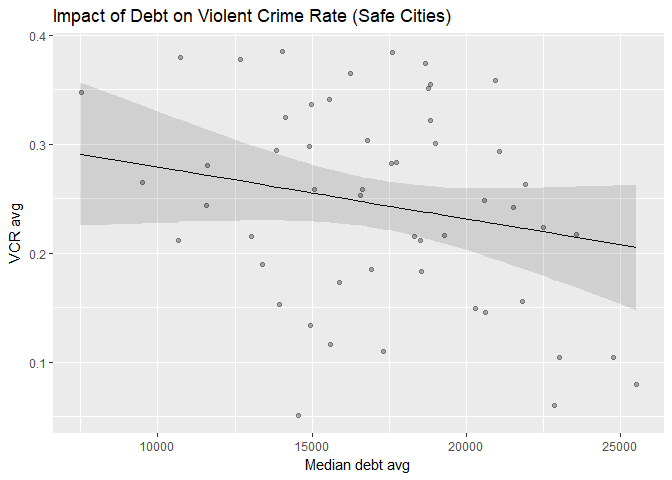 Impact of Debt on Violent Crime Rate (Safe Cities)
0.4
0.3
0.2
0.1
VCR avg
10000 15000 20000 25000
Median debt avg